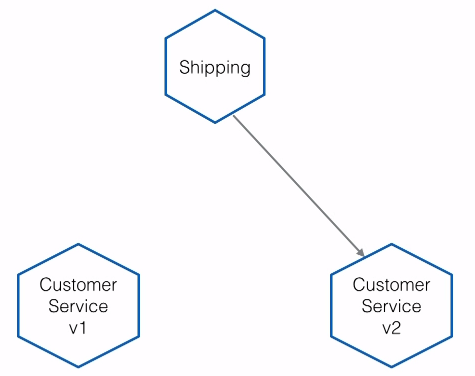 Shipping
Customer
Service
v1
Customer
Service
v2